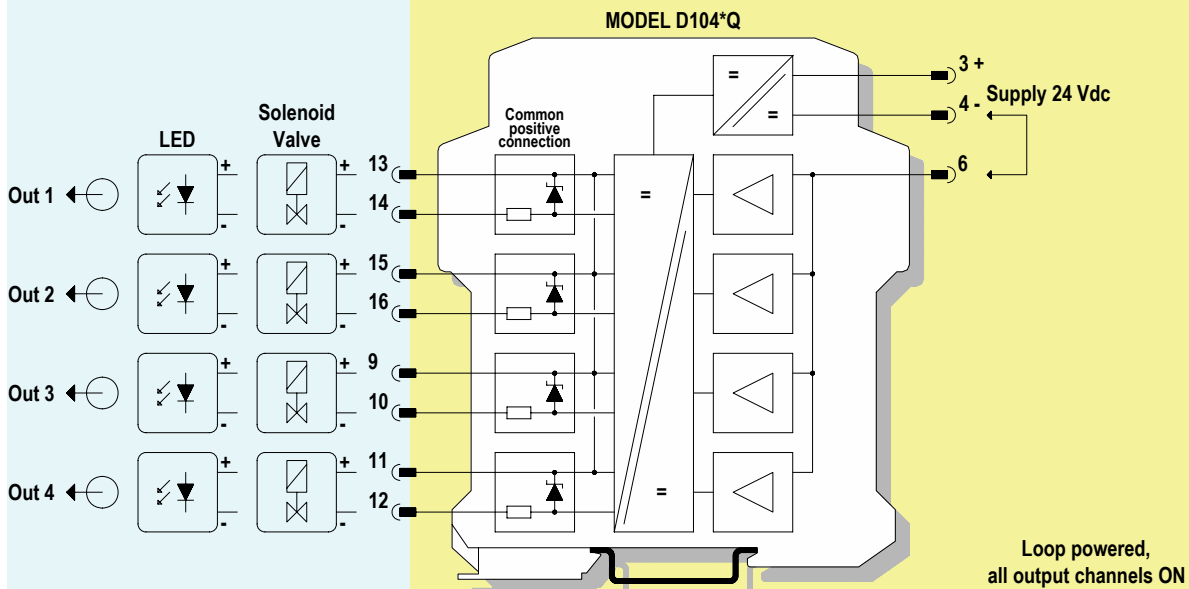 MODEL D104*Q
3 +
4 -
Supply 24 Vdc
6
LED
Solenoid
Valve
Common
positive
connection
=
=
Out 1
+
-
+
-
13
14
=
Out 2
+
-
+
-
15
16
Out 3
+
-
+
-
9
10
Out 4
+
-
+
-
11
12
=
Loop powered,
all output channels ON